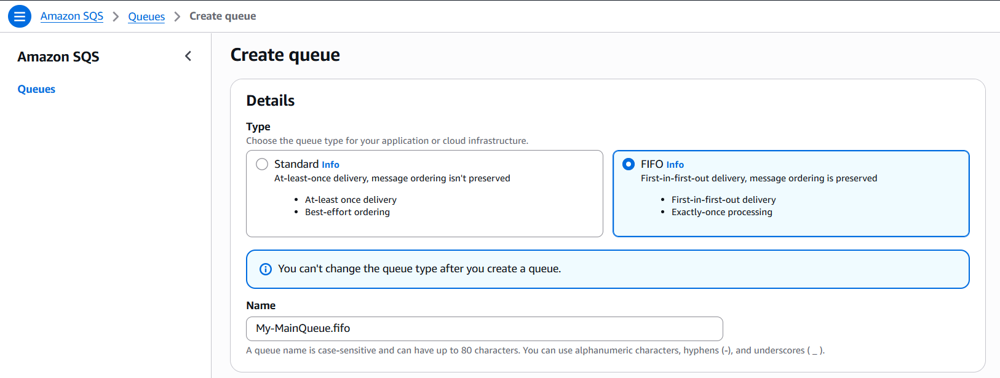 Amazon SQS > Queues > Create queue
Amazon SQS
Queues
Create queue
Details
Type
Choose the queue type for your application or cloud infrastructure.
Standard Info
At-least-once delivery, message ordering isn't preserved
• At-least once delivery
• Best-effort ordering
FIFO Info
First-in-first-out delivery, message ordering is preserved
• First-in-first-out delivery
• Exactly-once processing
You can't change the queue type after you create a queue.
Name
My-MainQueue.fifo
A queue name is case-sensitive and can have up to 80 characters. You can use alphanumeric characters, hyphens (-), and underscores ( _ ).